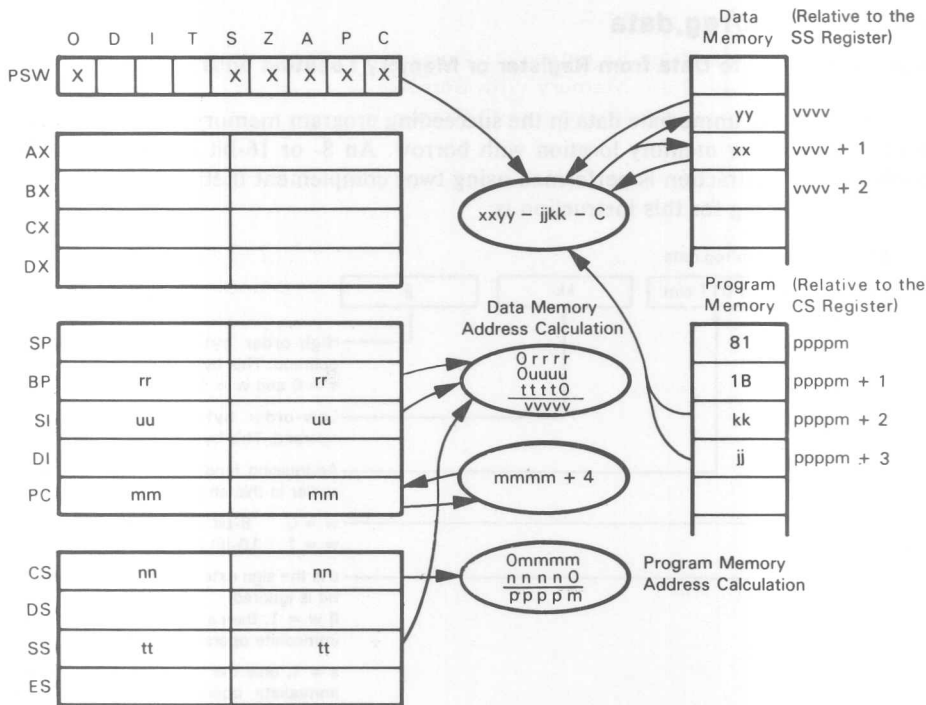 Data Memory (Relative to the SS Register)
O D I T S Z A P C
PSW X X X X X X
yy vvvv
xx vvvv + 1
vvvv + 2
AX
BX
CX
DX
xxyy – jjkk – C
Program Memory (Relative to the CS Register)
81 ppppm
1B ppppm + 1
kk ppppm + 2
jj ppppm + 3
Data Memory
Address Calculation
0rrrr
0uuuu
tttt0
vvvvv
SP
BP rr rr
SI uu uu
DI
PC mm mm
mmmm + 4
CS nn nn
DS
SS tt tt
ES
0mmmm
nnnn0
ppppm
Program Memory
Address Calculation